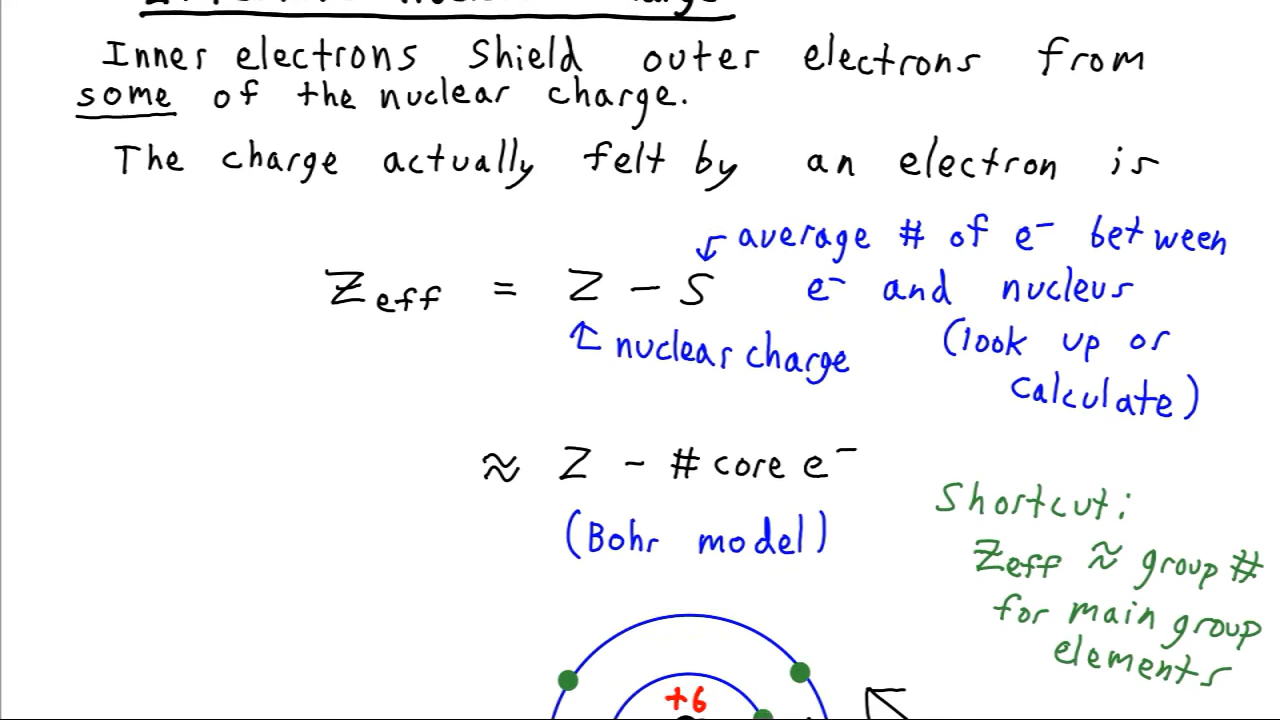 Inner electrons shield outer electrons from
some of the nuclear charge.
The charge actually felt by an electron is
Zeff = Z - S
average # of e⁻ between
e⁻ and nucleus
(look up or
calculate)
nuclear charge
≈ Z - # core e⁻
(Bohr model)
Shortcut:
Zeff ≈ group #
for main group
elements
+6